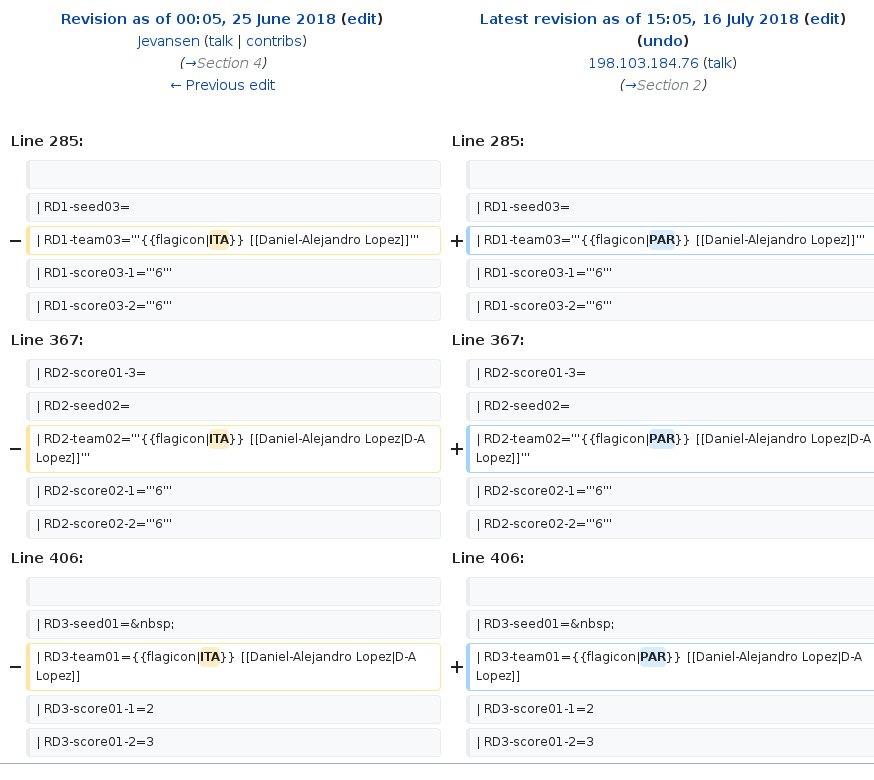 Revision as of 00:05, 25 June 2018 (edit)
Jevansen (talk | contribs)
(→Section 4)
← Previous edit
Latest revision as of 15:05, 16 July 2018 (edit)
(undo)
198.103.184.76 (talk)
(→Section 2)
Line 285:
Line 285:
| RD1-seed03=
| RD1-seed03=
− | RD1-team03='''{{flagicon|ITA}} [[Daniel-Alejandro Lopez]]'''
+ | RD1-team03='''{{flagicon|PAR}} [[Daniel-Alejandro Lopez]]'''
| RD1-score03-1='''6'''
| RD1-score03-1='''6'''
| RD1-score03-2='''6'''
| RD1-score03-2='''6'''
Line 367:
Line 367:
| RD2-score01-3=
| RD2-score01-3=
| RD2-seed02=
| RD2-seed02=
− | RD2-team02='''{{flagicon|ITA}} [[Daniel-Alejandro Lopez|D-A
Lopez]]'''
+ | RD2-team02='''{{flagicon|PAR}} [[Daniel-Alejandro Lopez|D-A
Lopez]]'''
| RD2-score02-1='''6'''
| RD2-score02-1='''6'''
| RD2-score02-2='''6'''
| RD2-score02-2='''6'''
Line 406:
Line 406:
| RD3-seed01=&nbsp;
| RD3-seed01=&nbsp;
− | RD3-team01={{flagicon|ITA}} [[Daniel-Alejandro Lopez|D-A
Lopez]]
+ | RD3-team01={{flagicon|PAR}} [[Daniel-Alejandro Lopez|D-A
Lopez]]
| RD3-score01-1=2
| RD3-score01-1=2
| RD3-score01-2=3
| RD3-score01-2=3